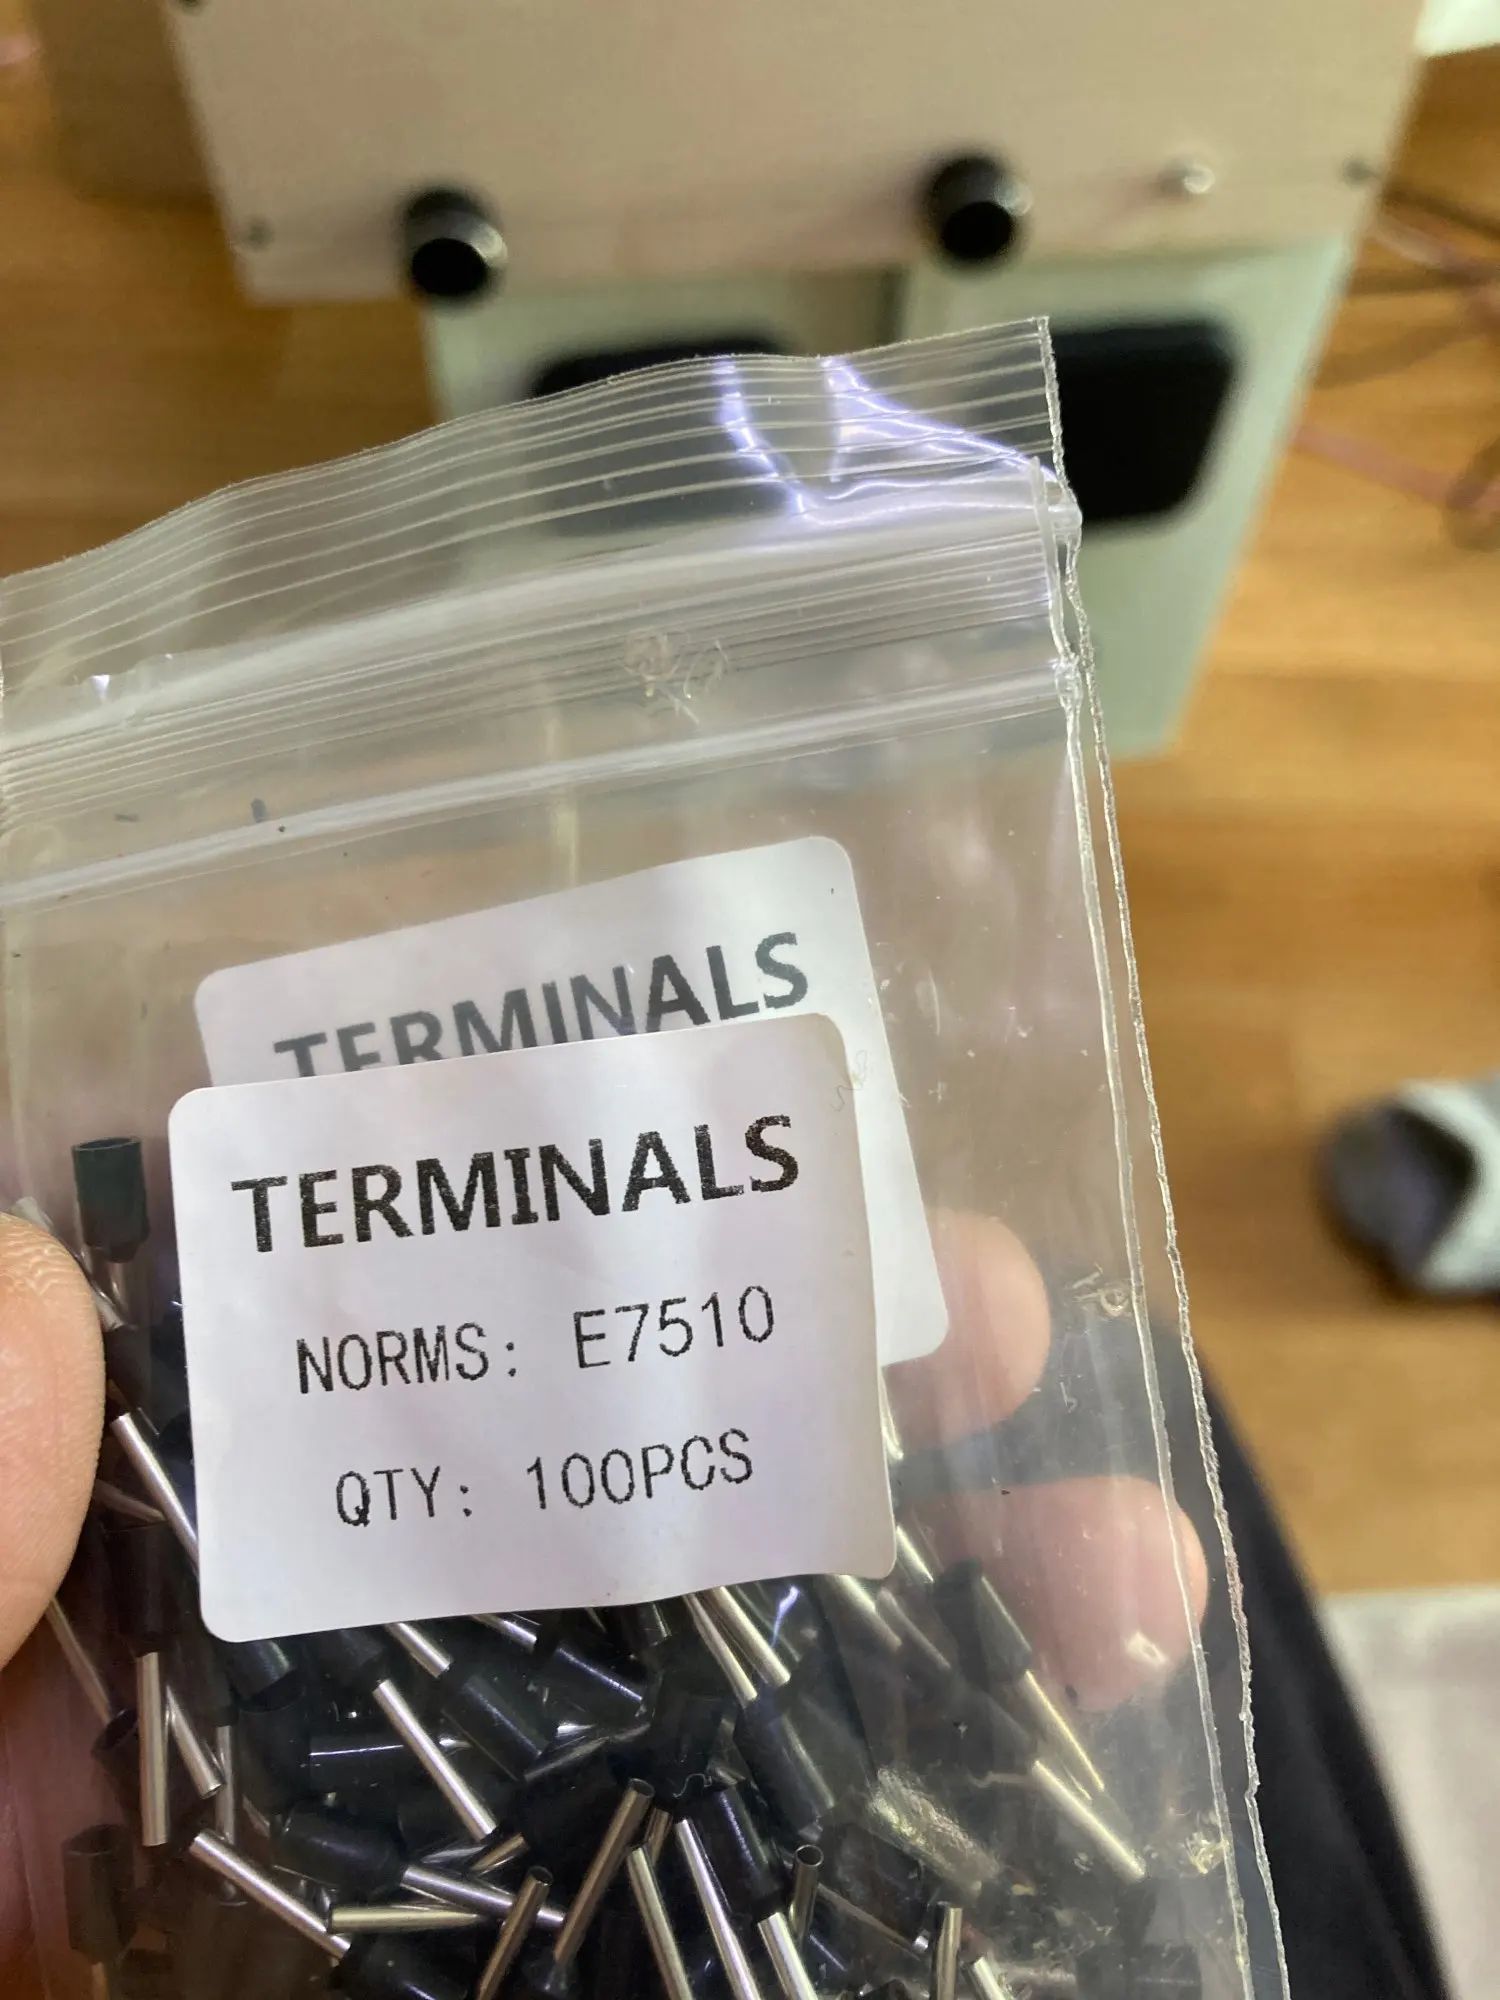 TERMINALS
TERMINALS
NORMS: E7510
QTY: 100PCS